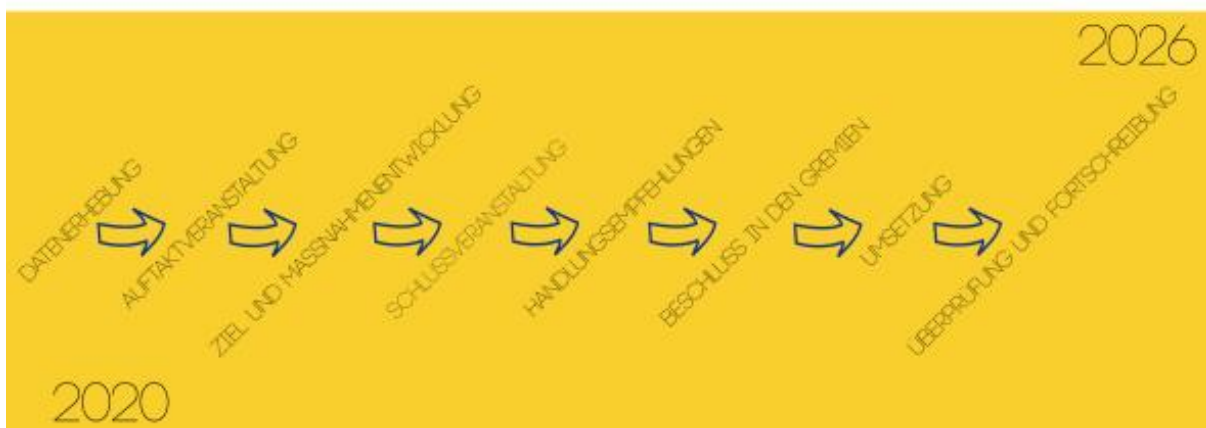 2026
DATENERHEBUNG
AUFTAKTVERANSTALTUNG
ZIEL UND MASSNAHMENENTWICKLUNG
SCHLUSSVERANSTALTUNG
HANDLUNGSEMPFEHLUNGEN
BESCHLUSS IN DEN GREMIEN
UMSETZUNG
ÜBERPRÜFUNG UND FORTSCHREIBUNG
2020